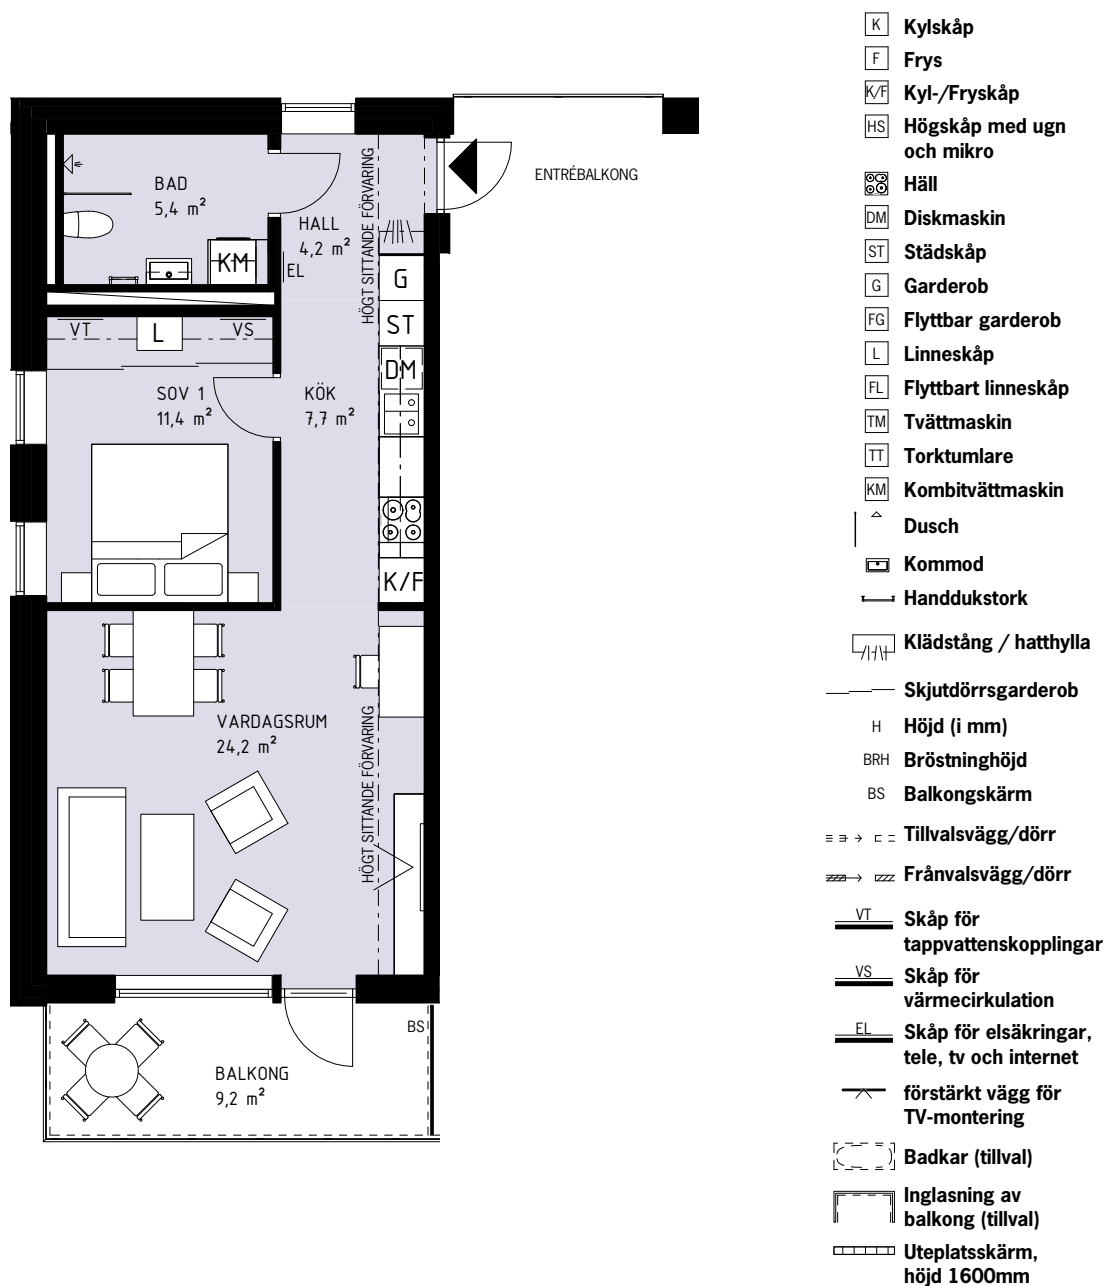 ENTRÉBALKONG
BAD
5,4 m²
HALL
4,2 m²
HÖGT SITTANDE FÖRVARING
KM
EL
G
ST
VT
L
VS
DM
SOV 1
11,4 m²
KÖK
7,7 m²
K/F
VARDAGSRUM
24,2 m²
HÖGT SITTANDE FÖRVARING
BS
BALKONG
9,2 m²
K Kylskåp
F Frys
K/F Kyl-/Fryskåp
HS Högskåp med ugn
och mikro
Häll
DM Diskmaskin
ST Städskåp
G Garderob
FG Flyttbar garderob
L Linneskåp
FL Flyttbart linneskåp
TM Tvättmaskin
TT Torktumlare
KM Kombitvättmaskin
Dusch
Kommod
Handdukstork
Klädstång / hatthylla
Skjutdörrsgarderob
H Höjd (i mm)
BRH Bröstninghöjd
BS Balkongskärm
Tillvalsvägg/dörr
Frånvalsvägg/dörr
VT Skåp för
tappvattenskopplingar
VS Skåp för
värmecirkulation
EL Skåp för elsäkringar,
tele, tv och internet
förstärkt vägg för
TV-montering
Badkar (tillval)
Inglasning av
balkong (tillval)
Uteplatsskärm,
höjd 1600mm